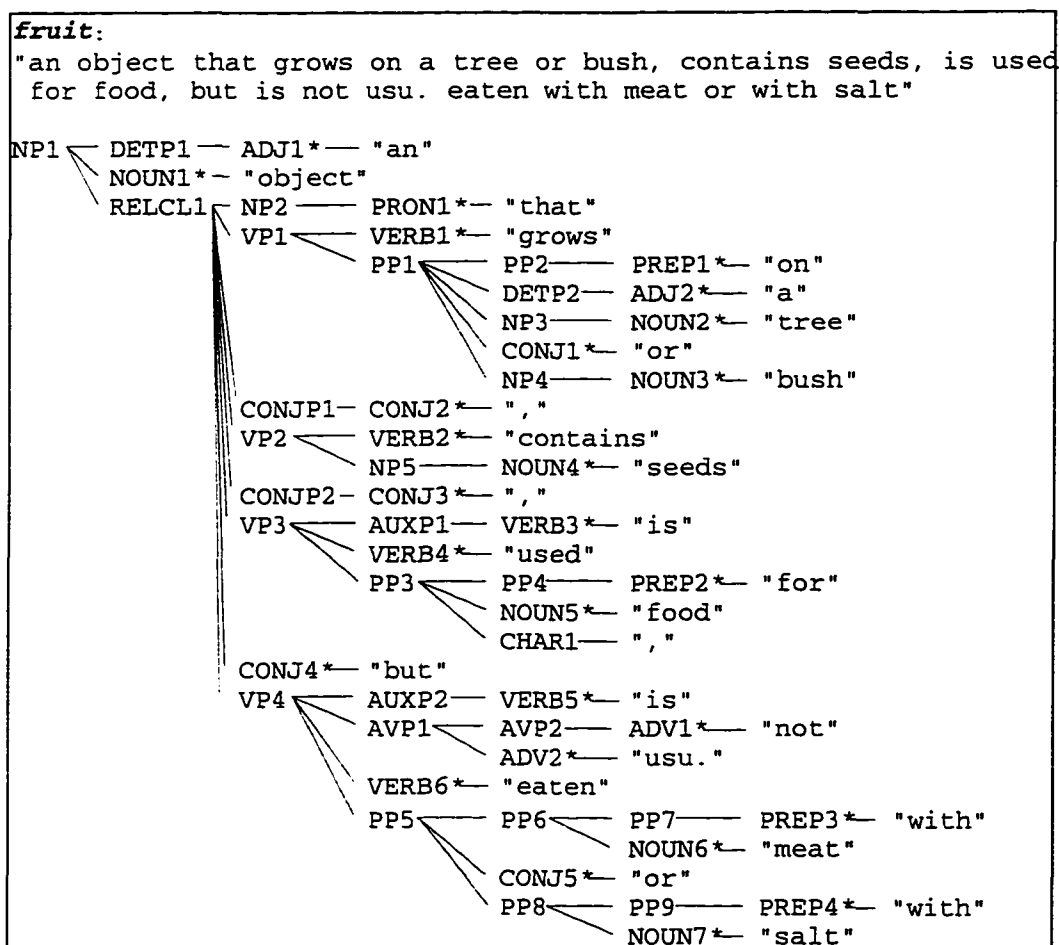 fruit:
"an object that grows on a tree or bush, contains seeds, is used
for food, but is not usu. eaten with meat or with salt"
NP1 DETP1 ADJ1* "an"
NOUN1* "object"
RELCL1 NP2 PRON1* "that"
VP1 VERB1* "grows"
PP1 PP2 PREP1* "on"
DETP2 ADJ2* "a"
NP3 NOUN2* "tree"
CONJ1* "or"
NP4 NOUN3* "bush"
CONJP1 CONJ2* ","
VP2 VERB2* "contains"
NP5 NOUN4* "seeds"
CONJP2 CONJ3* ","
VP3 AUXP1 VERB3* "is"
VERB4* "used"
PP3 PP4 PREP2* "for"
NOUN5* "food"
CHAR1 ","
CONJ4* "but"
VP4 AUXP2 VERB5* "is"
AVP1 AVP2 ADV1* "not"
ADV2* "usu."
VERB6* "eaten"
PP5 PP6 PP7 PREP3* "with"
NOUN6* "meat"
CONJ5* "or"
PP8 PP9 PREP4* "with"
NOUN7* "salt"